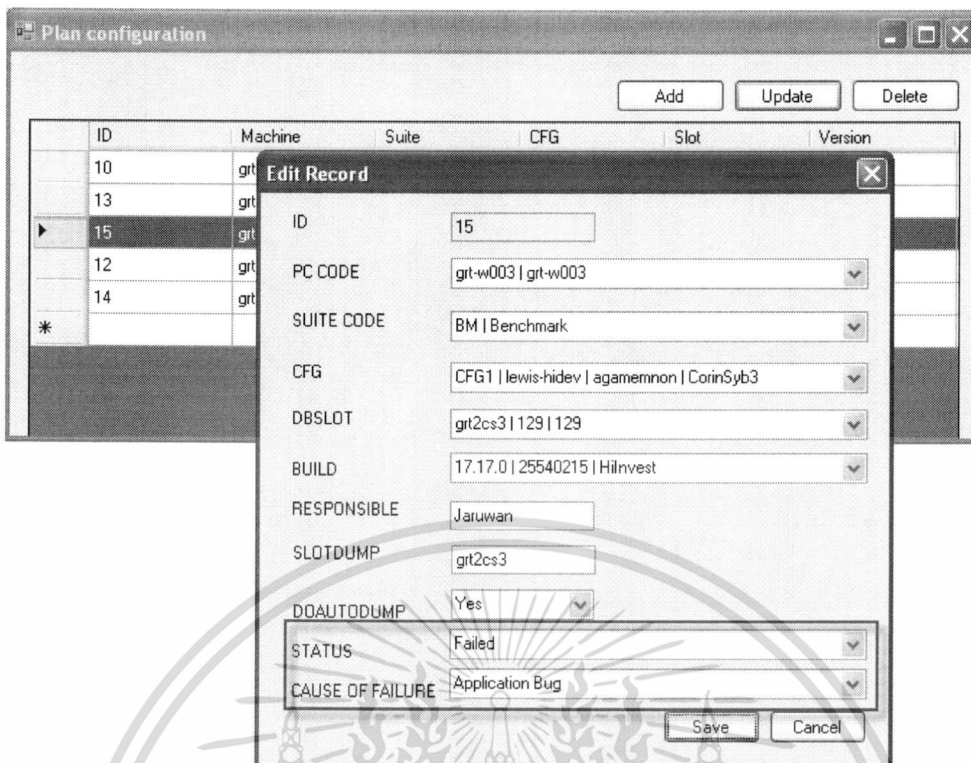 Plan configuration
Add Update Delete
ID Machine Suite CFG Slot Version
10 grt
13 grt
15 grt
12 grt
14 grt
Edit Record
ID 15
PC CODE grt-w003 | grt-w003
SUITE CODE BM | Benchmark
CFG CFG1 | lewis-hidev | agamemnon | CorinSyb3
DBSLOT grt2cs3 | 129 | 129
BUILD 17.17.0 | 25540215 | HiInvest
RESPONSIBLE Jaruwan
SLOTDUMP grt2cs3
DOAUTODUMP Yes
STATUS Failed
CAUSE OF FAILURE Application Bug
Save Cancel